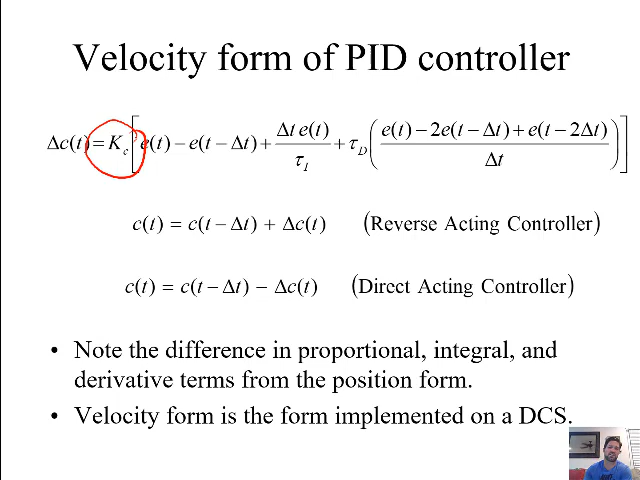 Velocity form of PID controller
Δc(t) = K_c [ e(t) − e(t − Δt) + Δt e(t) / τ_I + τ_D ( e(t) − 2e(t − Δt) + e(t − 2Δt) / Δt ) ]
c(t) = c(t − Δt) + Δc(t) (Reverse Acting Controller)
c(t) = c(t − Δt) − Δc(t) (Direct Acting Controller)
• Note the difference in proportional, integral, and
derivative terms from the position form.
• Velocity form is the form implemented on a DCS.